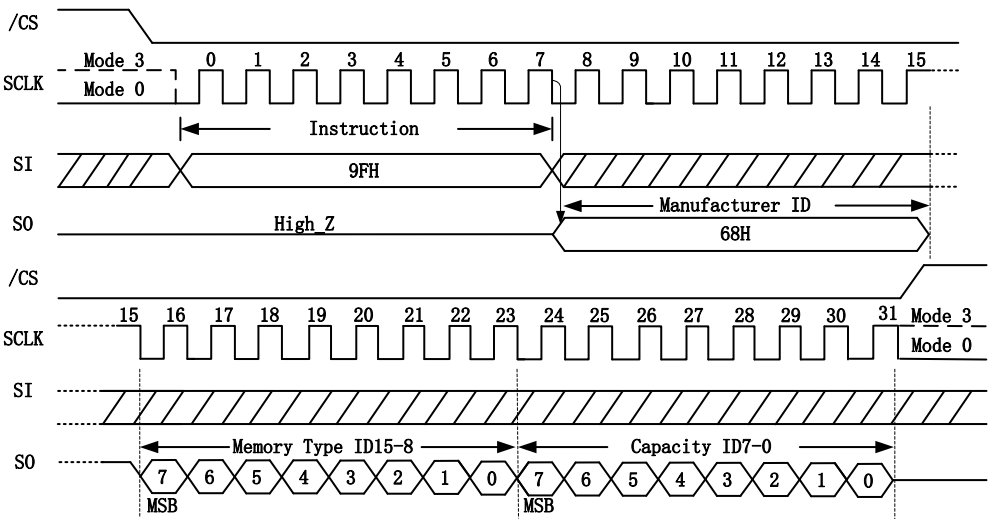 /CS
Mode 3 0 1 2 3 4 5 6 7 8 9 10 11 12 13 14 15
SCLK
Mode 0
Instruction
SI
9FH
Manufacturer ID
SO
High_Z
68H
/CS
15 16 17 18 19 20 21 22 23 24 25 26 27 28 29 30 31 Mode 3
SCLK
Mode 0
SI
Memory Type ID15-8 Capacity ID7-0
SO
7 6 5 4 3 2 1 0 7 6 5 4 3 2 1 0
MSB MSB